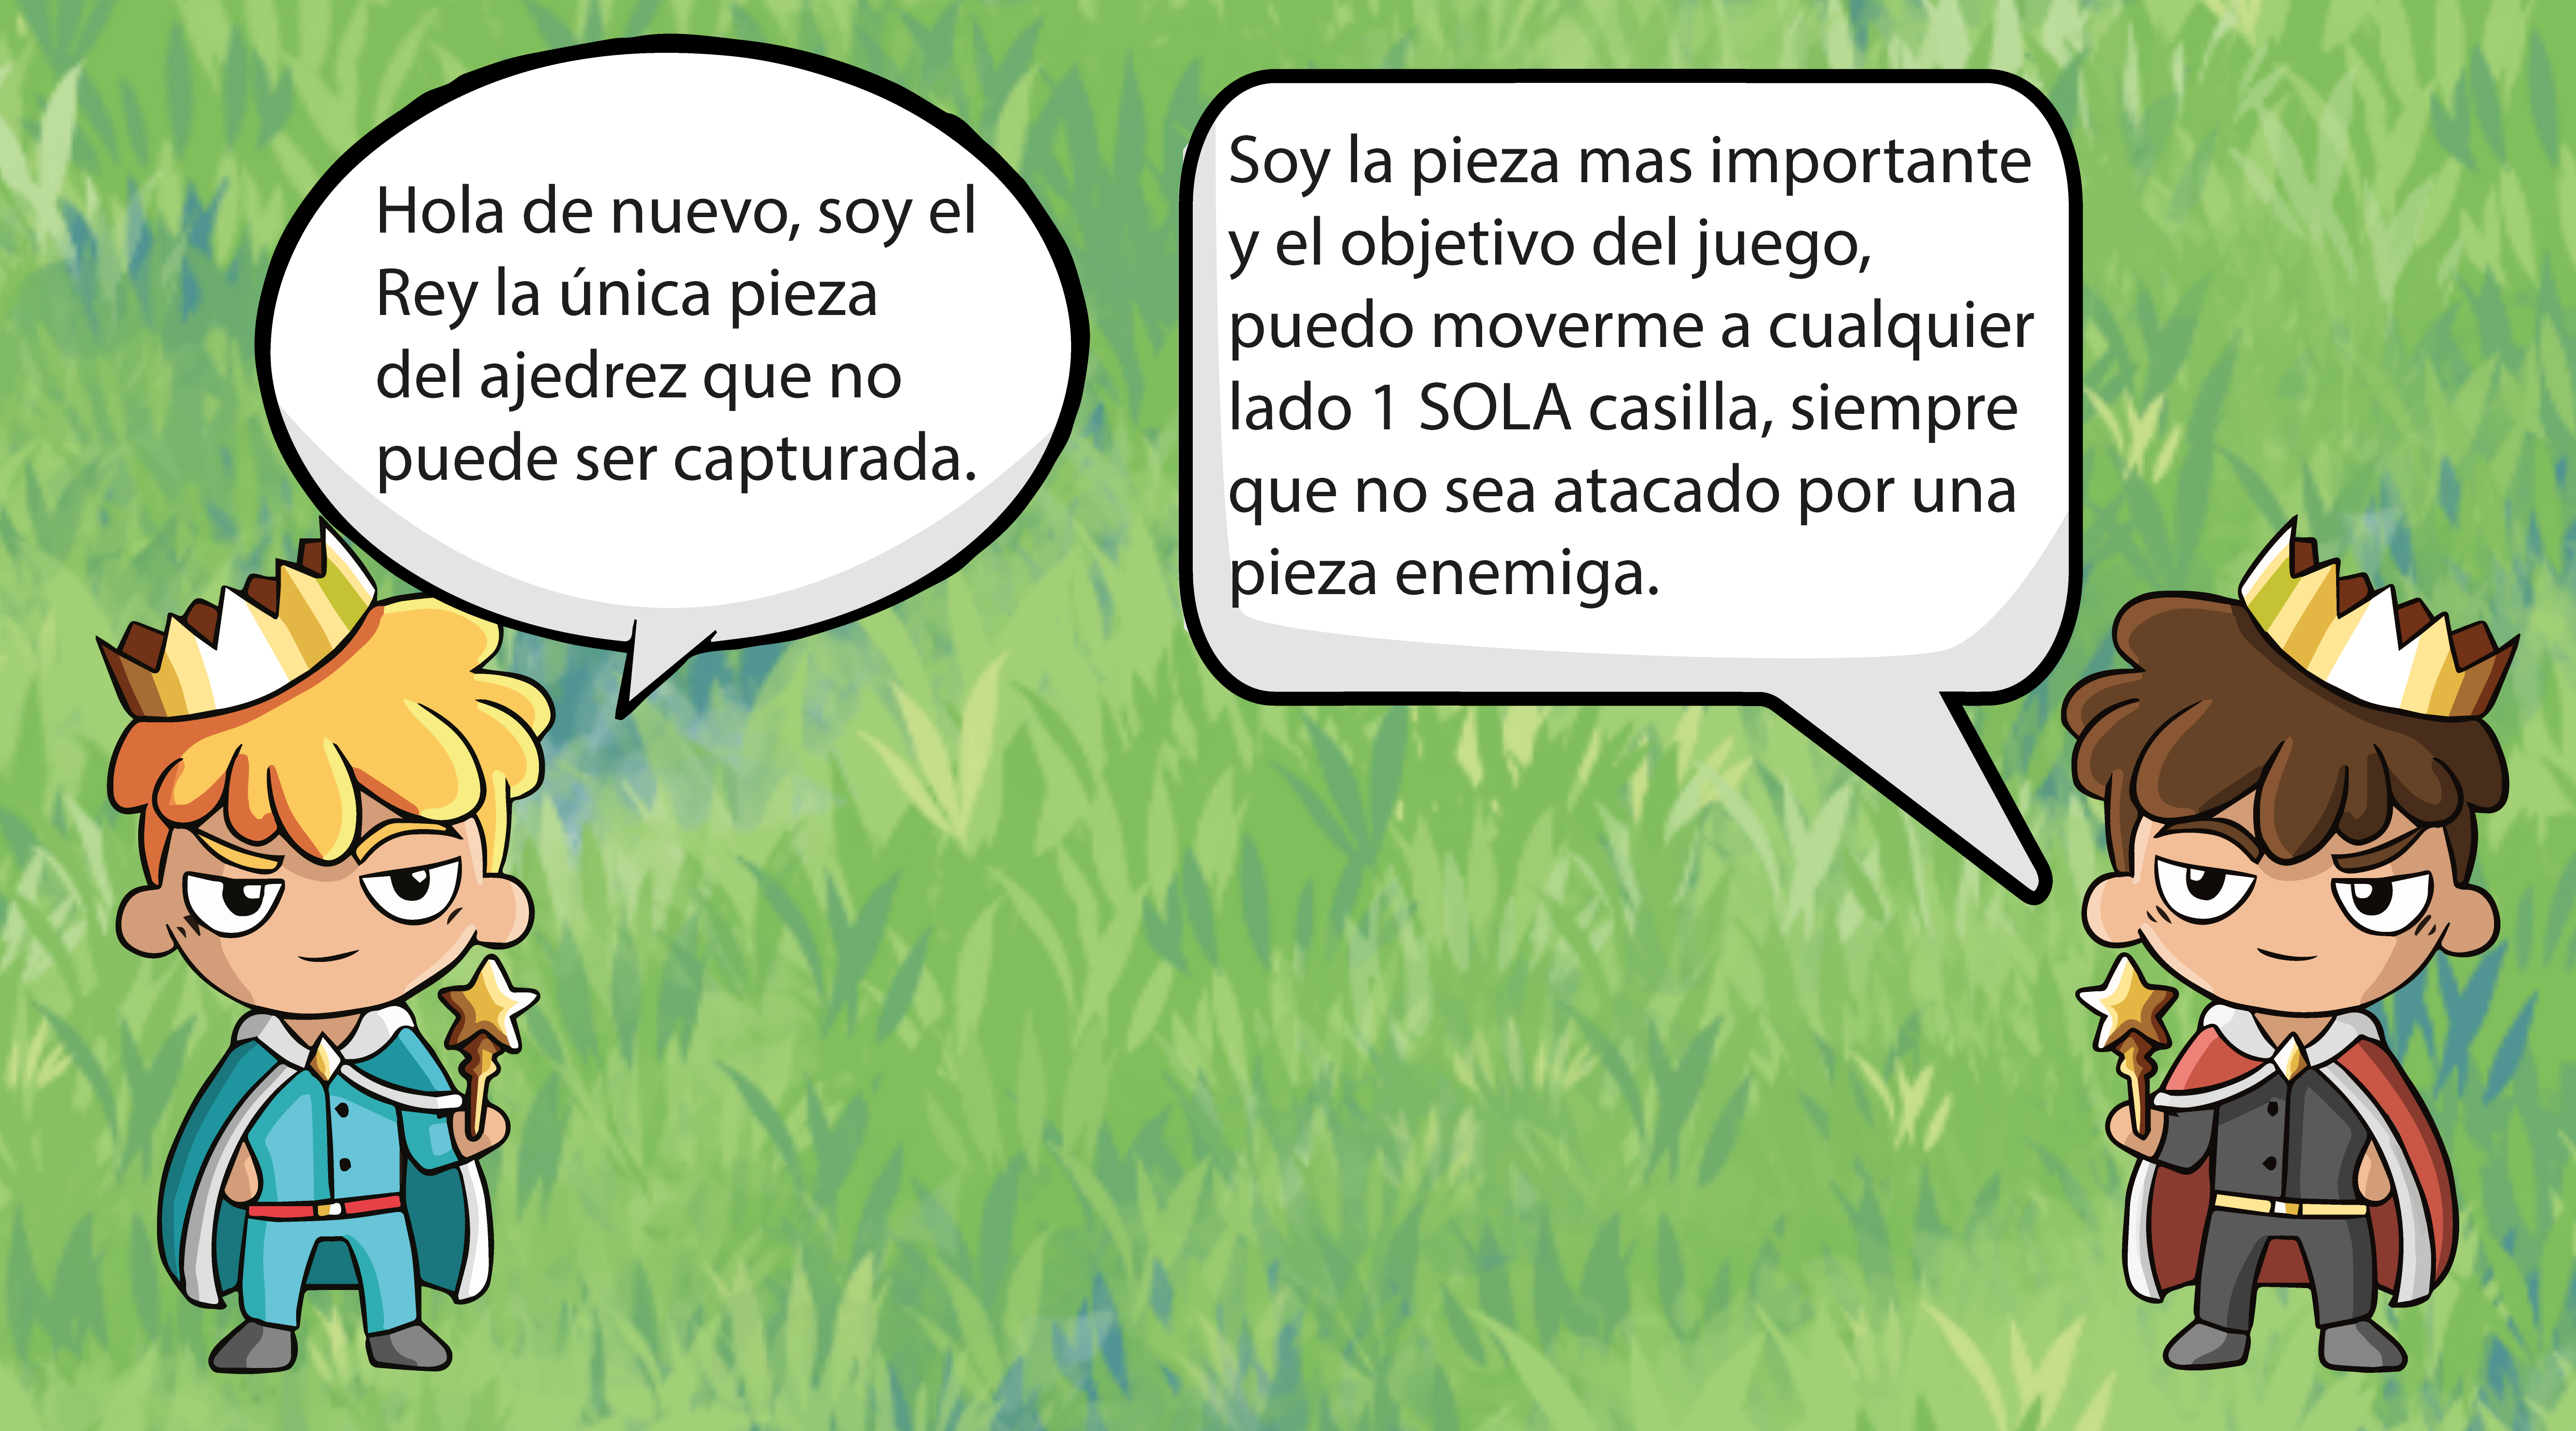 Hola de nuevo, soy el
Rey la única pieza
del ajedrez que no
puede ser capturada.
Soy la pieza mas importante
y el objetivo del juego,
puedo moverme a cualquier
lado 1 SOLA casilla, siempre
que no sea atacado por una
pieza enemiga.